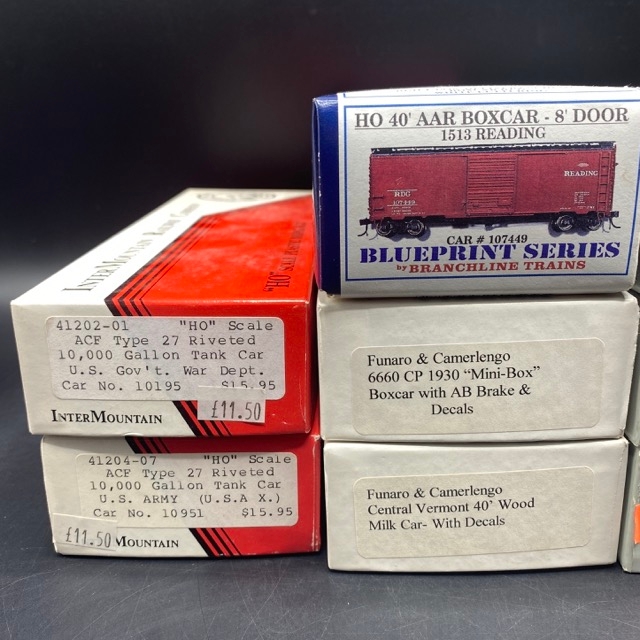 HO 40' AAR BOXCAR - 8' DOOR
1513 READING
READING
RDG
107449
CAR # 107449
BLUEPRINT SERIES
by BRANCHLINE TRAINS
INTERMOUNTAIN RAILWAY COMPANY
"HO" SCALE
41202-01 "HO" Scale
ACF Type 27 Riveted
10,000 Gallon Tank Car
U.S. Gov't. War Dept.
Car No. 10195 $15.95
£11.50
INTERMOUNTAIN
41204-07 "HO" Scale
ACF Type 27 Riveted
10,000 Gallon Tank Car
U.S. ARMY (U.S.A X.)
Car No. 10951 $15.95
£11.50
MOUNTAIN
Funaro & Camerlengo
6660 CP 1930 “Mini-Box”
Boxcar with AB Brake &
Decals
Funaro & Camerlengo
Central Vermont 40’ Wood
Milk Car- With Decals